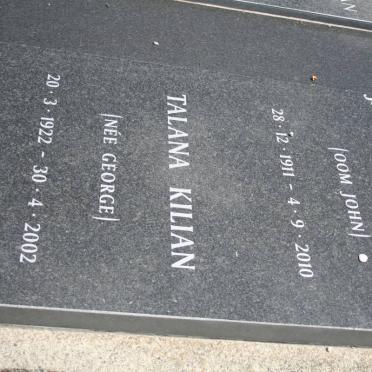 |OOM JOHN|
28·12·1911 - 4·9·2010
TALANA KILIAN
|NÉE GEORGE|
20·3·1922 - 30·4·2002